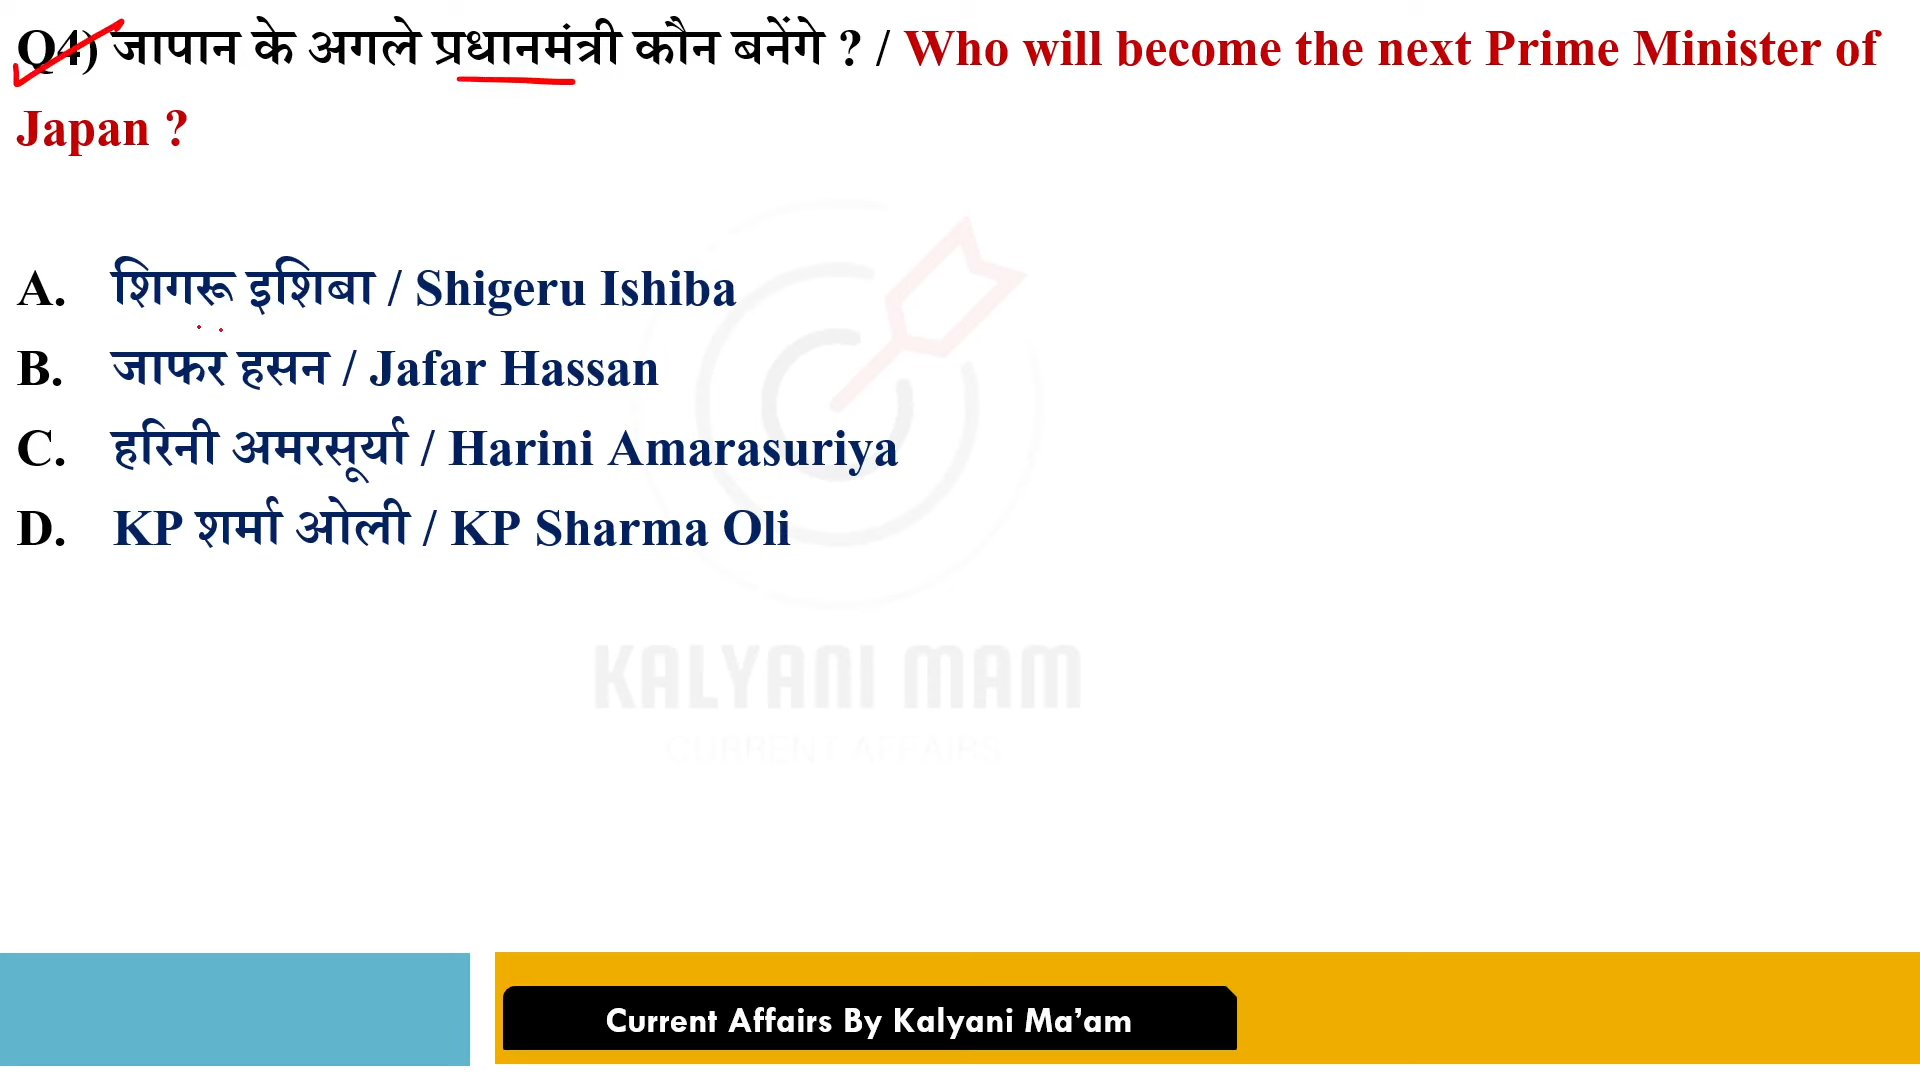 Q4) जापान के अगले प्रधानमंत्री कौन बनेंगे ? / Who will become the next Prime Minister of
Japan ?
A. शिगरू इशिबा / Shigeru Ishiba
B. जाफर हसन / Jafar Hassan
C. हरिनी अमरसूर्या / Harini Amarasuriya
D. KP शर्मा ओली / KP Sharma Oli
KALYANI MAM
CURRENT AFFAIRS
Current Affairs By Kalyani Ma’am